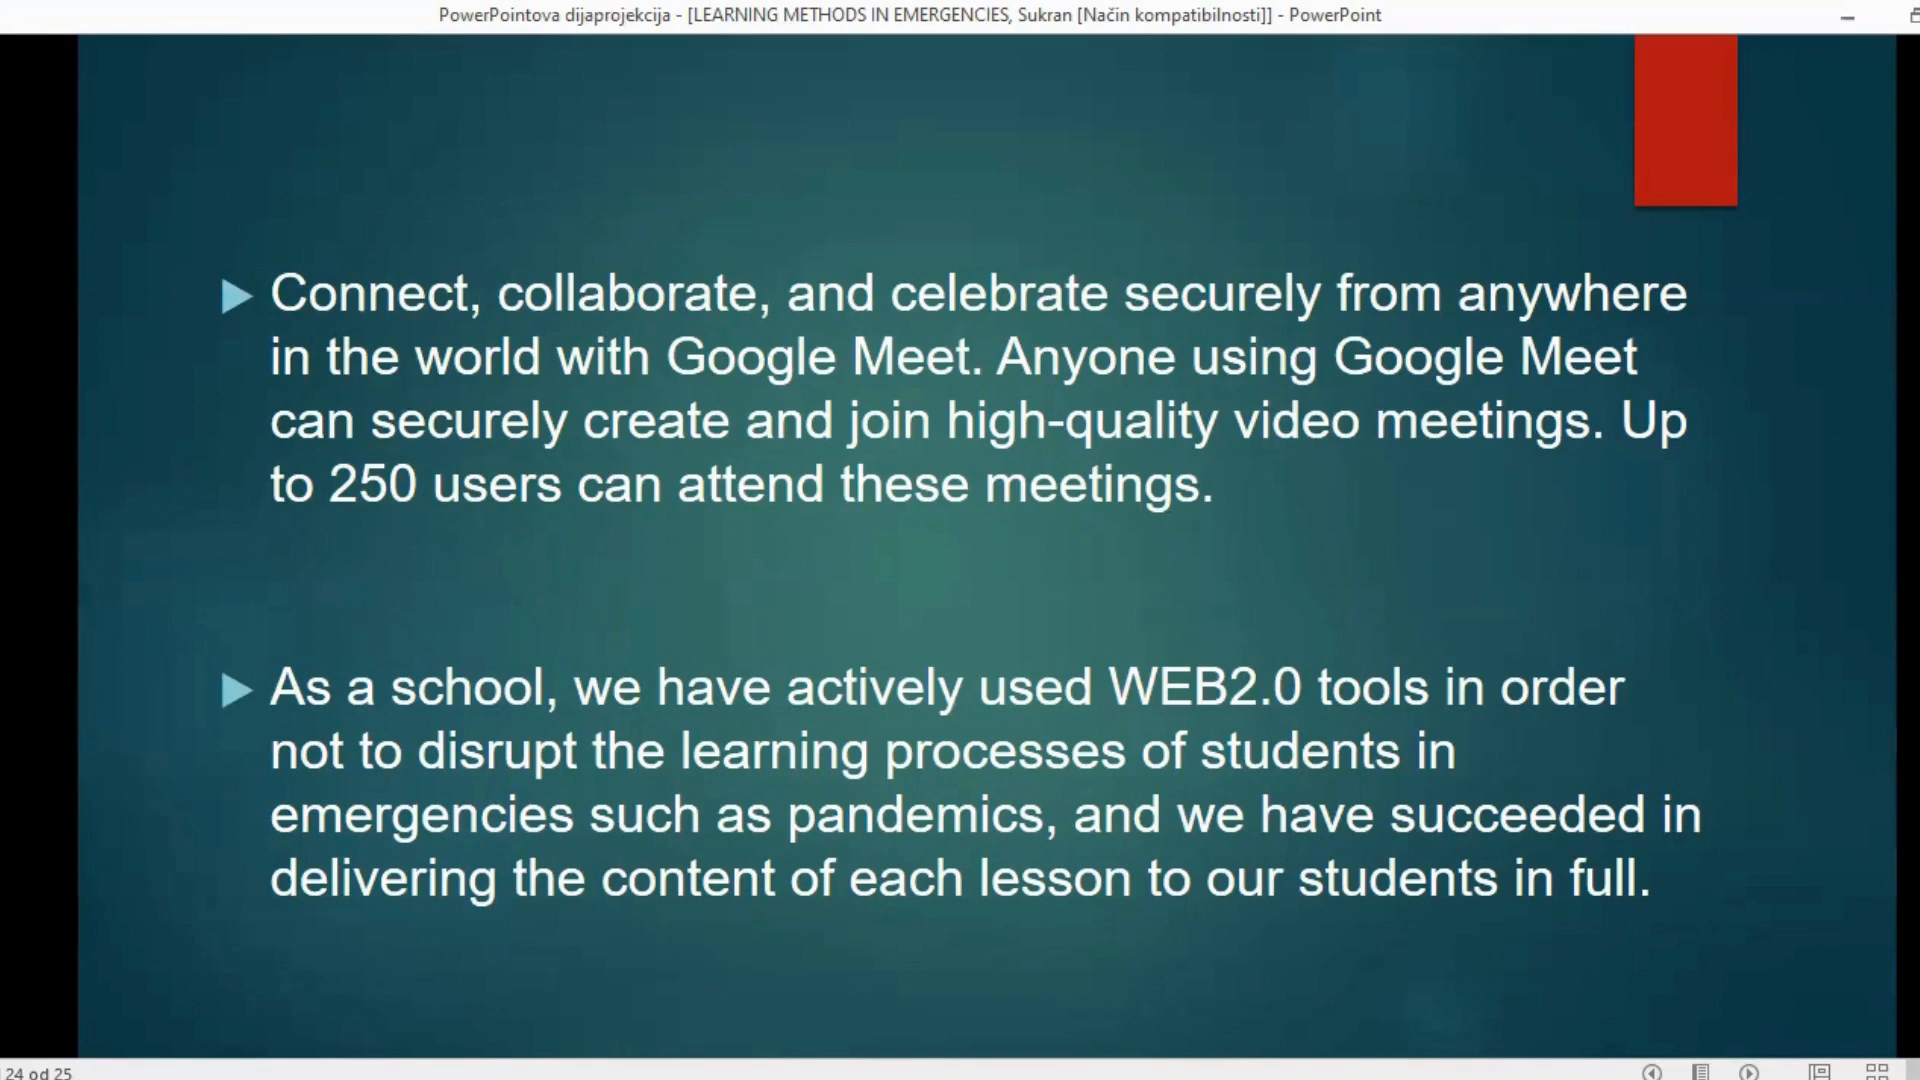 PowerPointova dijaprojekcija - [LEARNING METHODS IN EMERGENCIES, Sukran [Način kompatibilnosti]] - PowerPoint
Connect, collaborate, and celebrate securely from anywhere
in the world with Google Meet. Anyone using Google Meet
can securely create and join high-quality video meetings. Up
to 250 users can attend these meetings.
As a school, we have actively used WEB2.0 tools in order
not to disrupt the learning processes of students in
emergencies such as pandemics, and we have succeeded in
delivering the content of each lesson to our students in full.
24 od 25